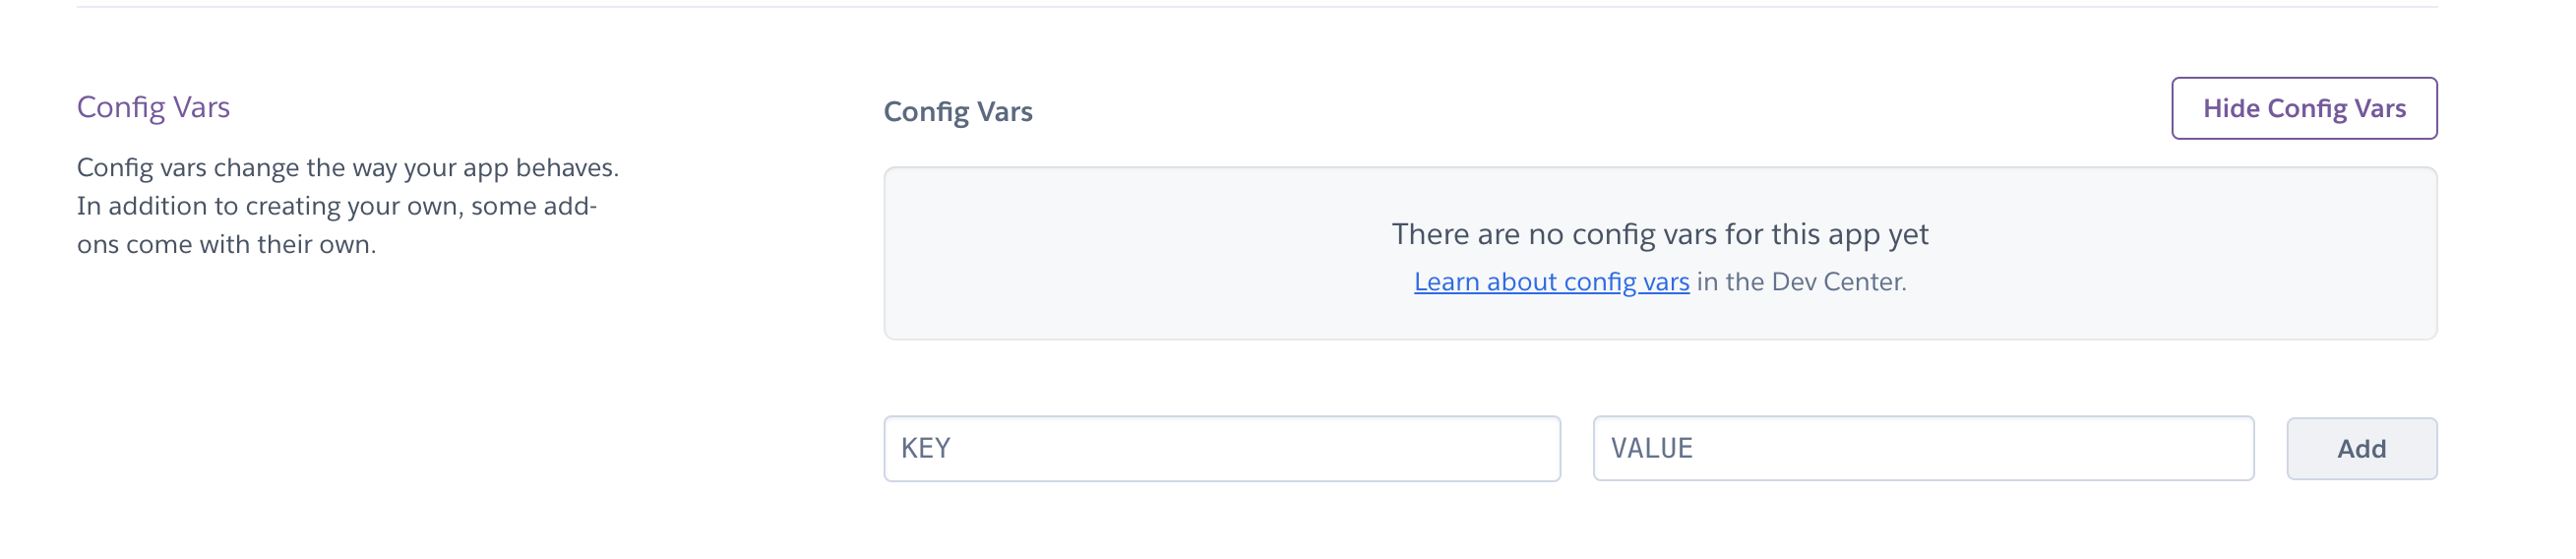 Config Vars
Config vars change the way your app behaves.
In addition to creating your own, some add-
ons come with their own.
Config Vars
Hide Config Vars
There are no config vars for this app yet
Learn about config vars in the Dev Center.
KEY
VALUE
Add